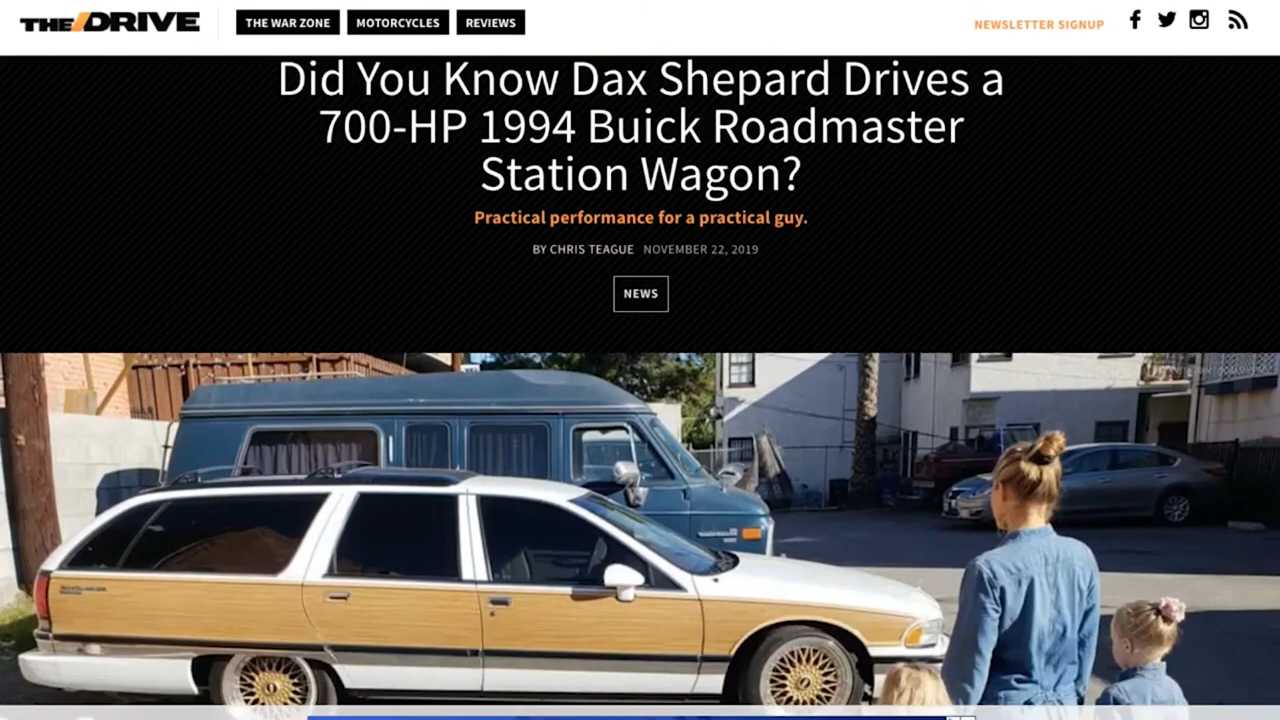 THE/DRIVE
THE WAR ZONE
MOTORCYCLES
REVIEWS
NEWSLETTER SIGNUP
Did You Know Dax Shepard Drives a
700-HP 1994 Buick Roadmaster
Station Wagon?
Practical performance for a practical guy.
BY CHRIS TEAGUE NOVEMBER 22, 2019
NEWS